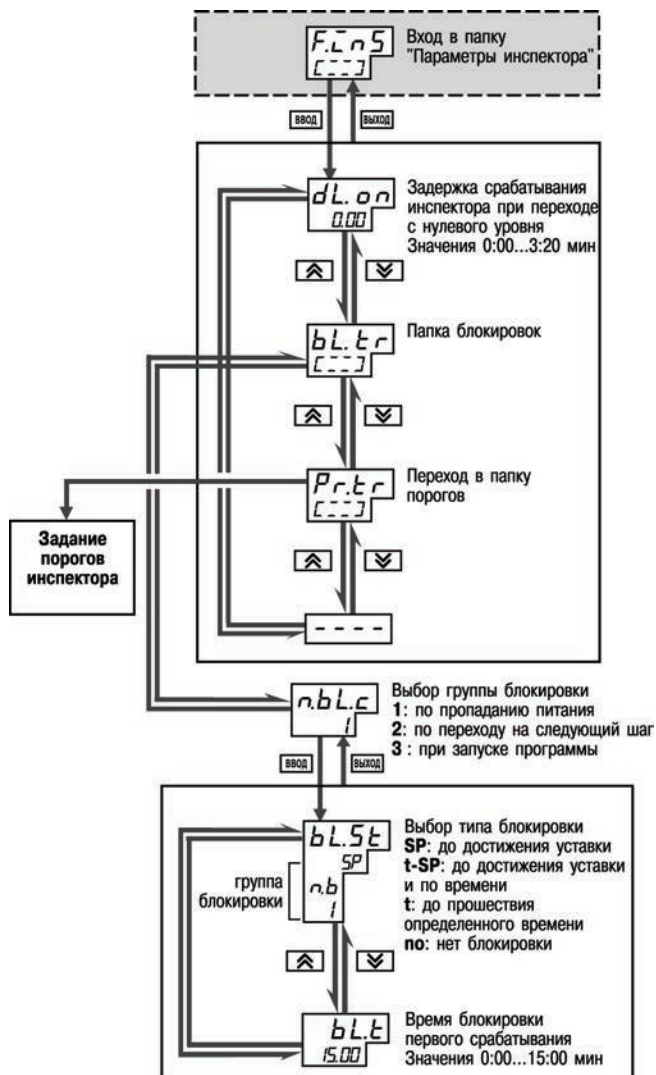 F.InS
[---]
Вход в папку
"Параметры инспектора"
ВВОД
ВЫХОД
dL.on
0.00
Задержка срабатывания
инспектора при переходе
с нулевого уровня
Значения 0:00...3:20 мин
bL.tr
[---]
Папка блокировок
Pr.tr
[---]
Переход в папку
порогов
Задание
порогов
инспектора
----
n.bL.c
1
Выбор группы блокировки
1: по пропаданию питания
2: по переходу на следующий шаг
3 : при запуске программы
ВВОД
ВЫХОД
bL.St
SP
n.b
1
группа
блокировки
Выбор типа блокировки
SP: до достижения уставки
t-SP: до достижения уставки
и по времени
t: до прошествия
определенного времени
no: нет блокировки
bL.t
15.00
Время блокировки
первого срабатывания
Значения 0:00...15:00 мин